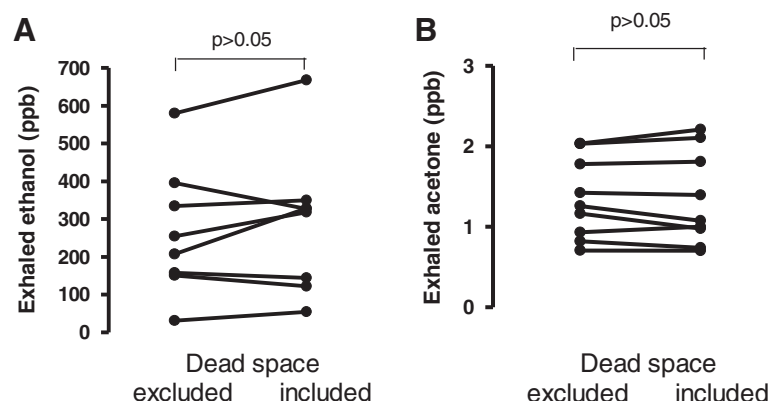 A
p>0.05
700
600
500
400
300
200
100
0
Exhaled ethanol (ppb)
Dead space
excluded included
B
p>0.05
3
2
1
0
Exhaled acetone (ppb)
Dead space
excluded included